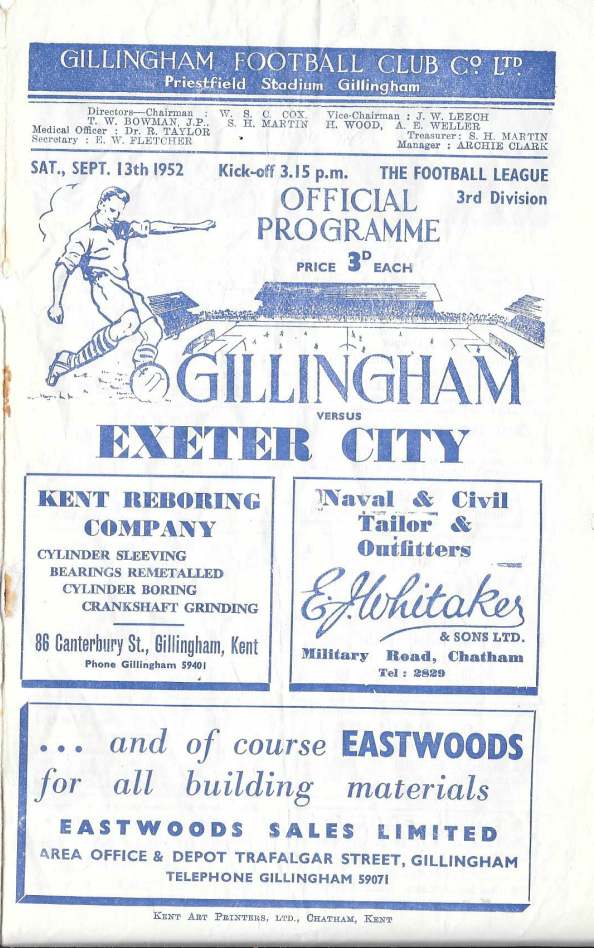 GILLINGHAM FOOTBALL CLUB Cº LTD.
Priestfield Stadium Gillingham
Directors—Chairman : W. S. C. COX. Vice-Chairman : J. W. LEECH
T. W. BOWMAN, J.P.. S. H. MARTIN H. WOOD, A. E. WELLER
Medical Officer : Dr. R. TAYLOR Treasurer: S. H. MARTIN
Secretary : E. W. FLETCHER Manager : ARCHIE CLARK
SAT., SEPT. 13th 1952 Kick-off 3.15 p.m. THE FOOTBALL LEAGUE
3rd Division
OFFICIAL
PROGRAMME
PRICE 3D EACH
GILLINGHAM
VERSUS
EXETER CITY
KENT REBORING
COMPANY
CYLINDER SLEEVING
BEARINGS REMETALLED
CYLINDER BORING
CRANKSHAFT GRINDING
86 Canterbury St., Gillingham, Kent
Phone Gillingham 59401
Naval & Civil
Tailor &
Outfitters
E. J. Whitaker
& SONS LTD.
Military Road, Chatham
Tel : 2829
... and of course EASTWOODS
for all building materials
EASTWOODS SALES LIMITED
AREA OFFICE & DEPOT TRAFALGAR STREET, GILLINGHAM
TELEPHONE GILLINGHAM 59071
KENT ART PRINTERS, LTD., CHATHAM, KENT